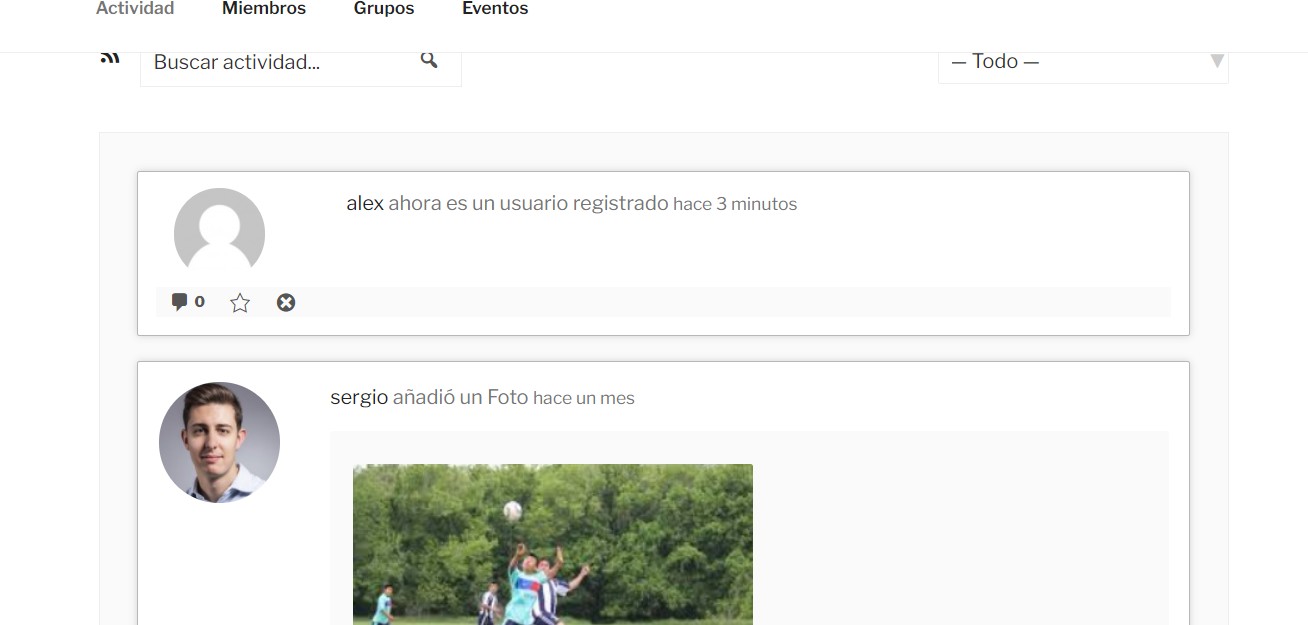 Actividad Miembros Grupos Eventos
Buscar actividad... — Todo —
alex ahora es un usuario registrado hace 3 minutos
0
sergio añadió un Foto hace un mes